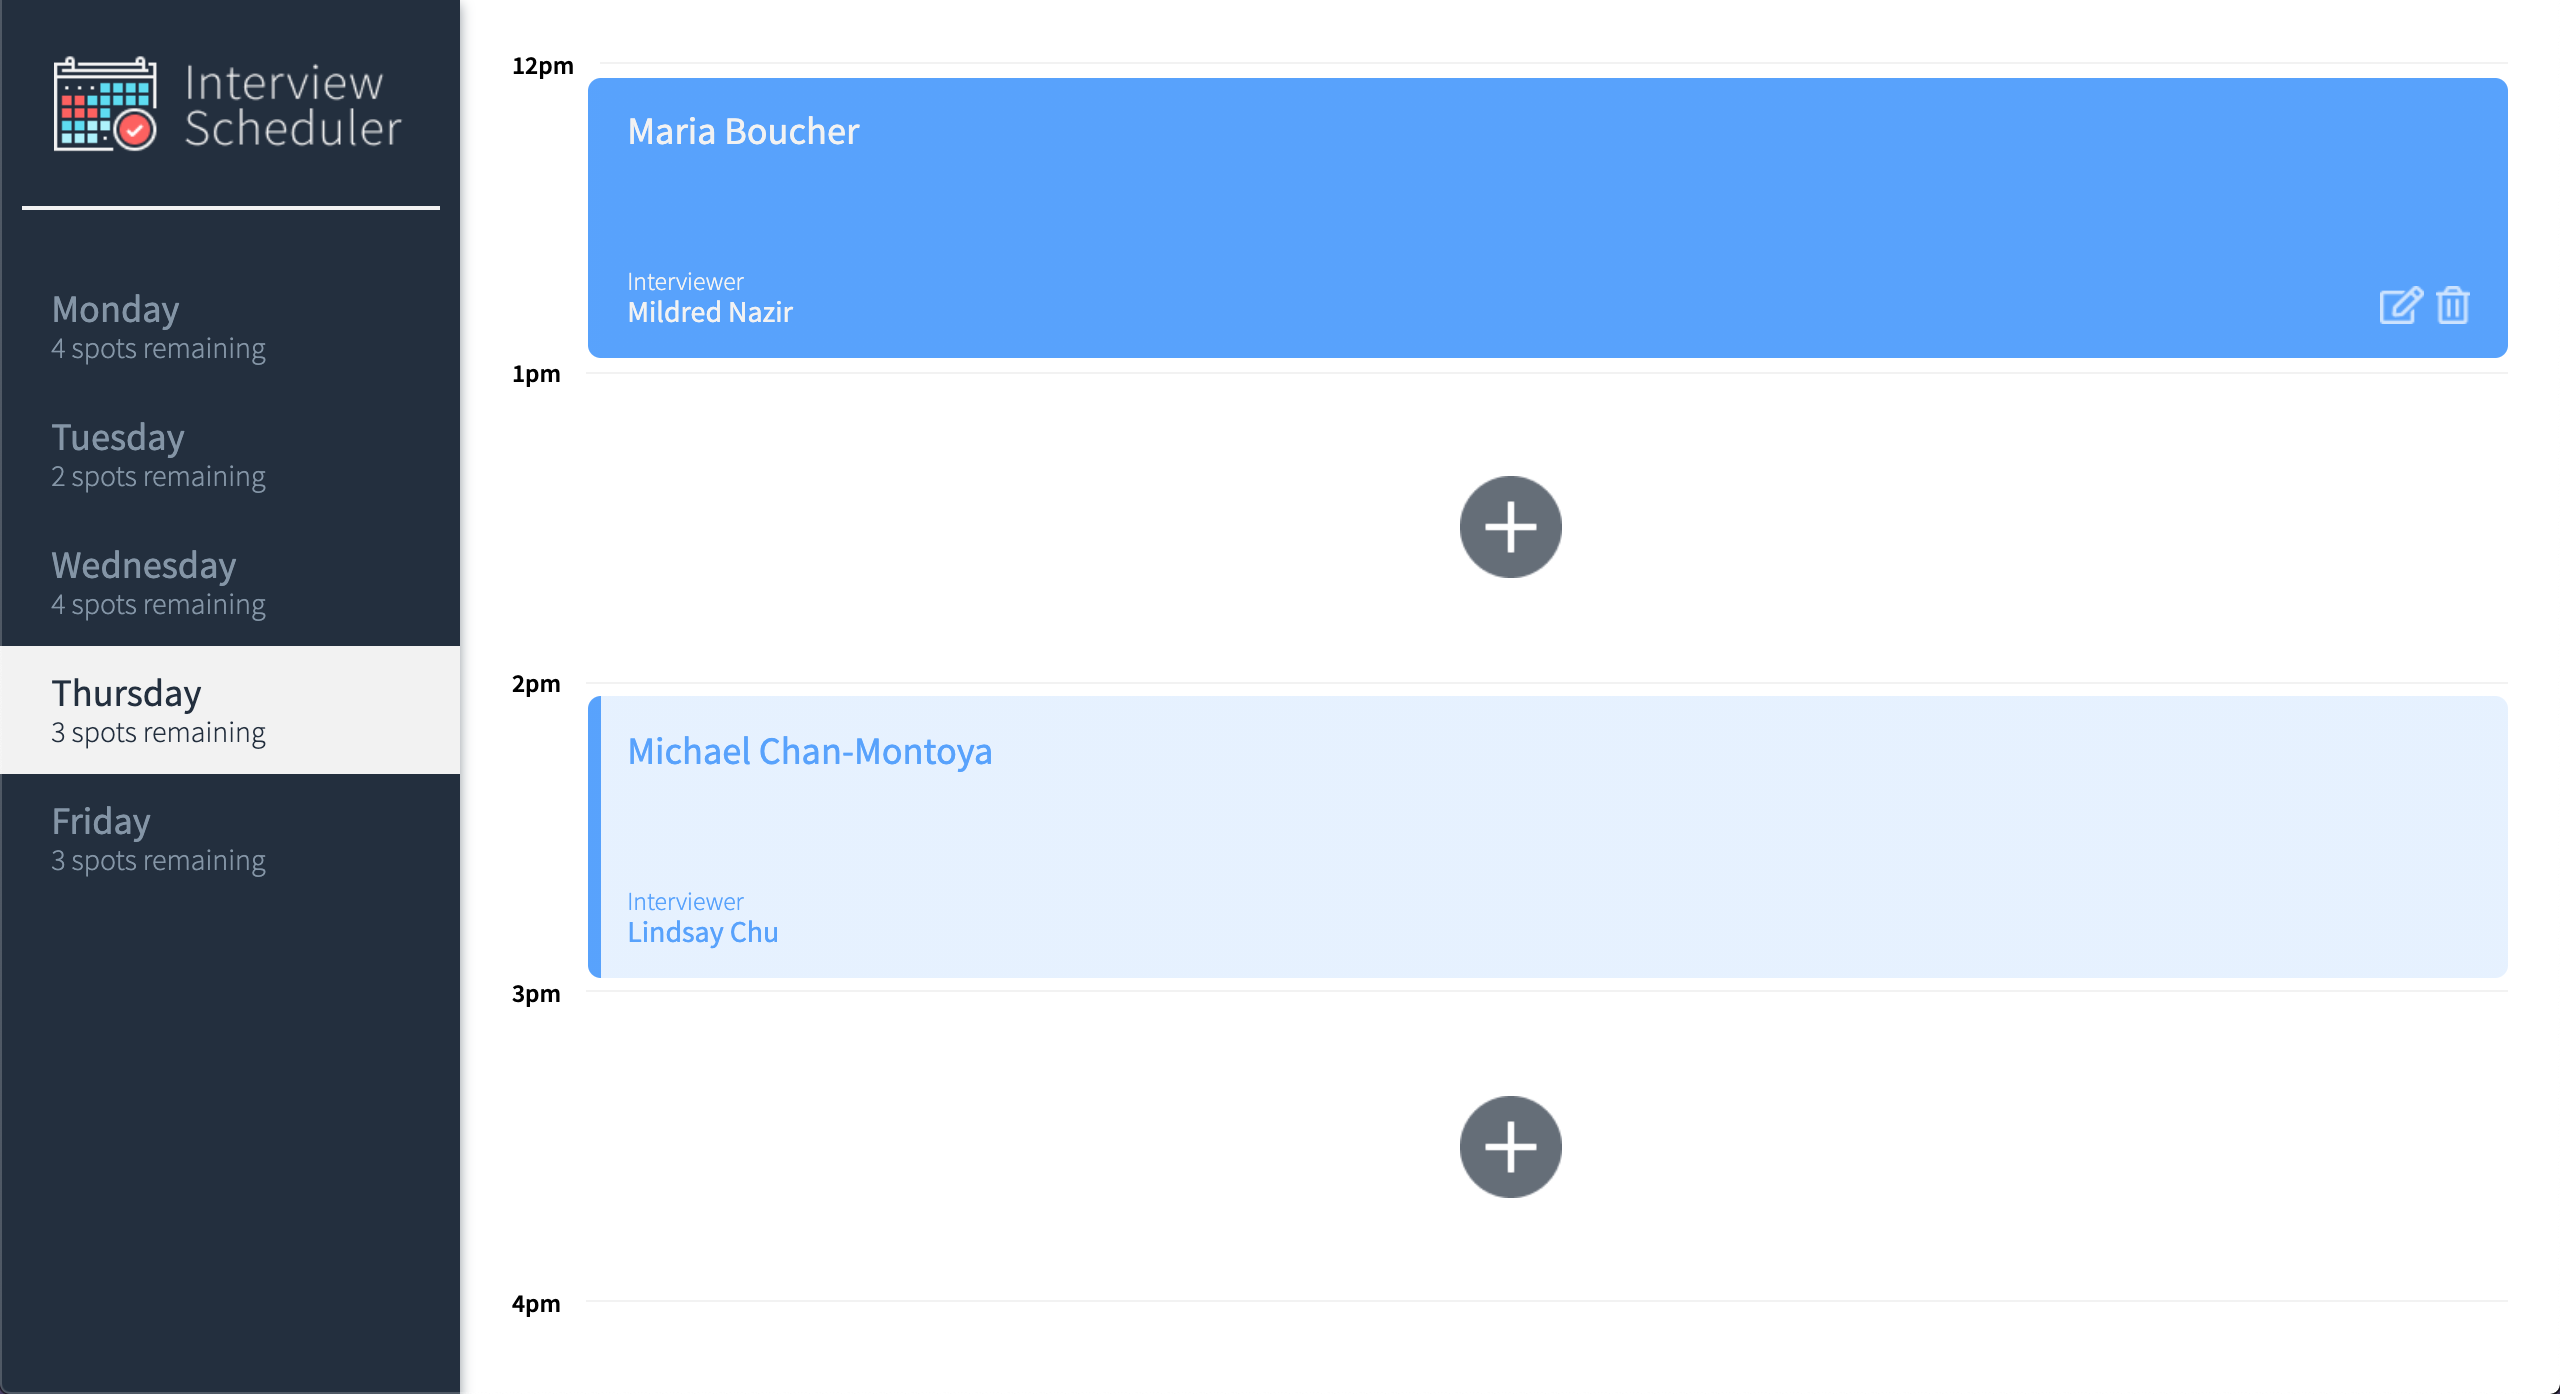 Interview
Scheduler
Monday
4 spots remaining
Tuesday
2 spots remaining
Wednesday
4 spots remaining
Thursday
3 spots remaining
Friday
3 spots remaining
12pm
Maria Boucher
Interviewer
Mildred Nazir
1pm
2pm
Michael Chan-Montoya
Interviewer
Lindsay Chu
3pm
4pm